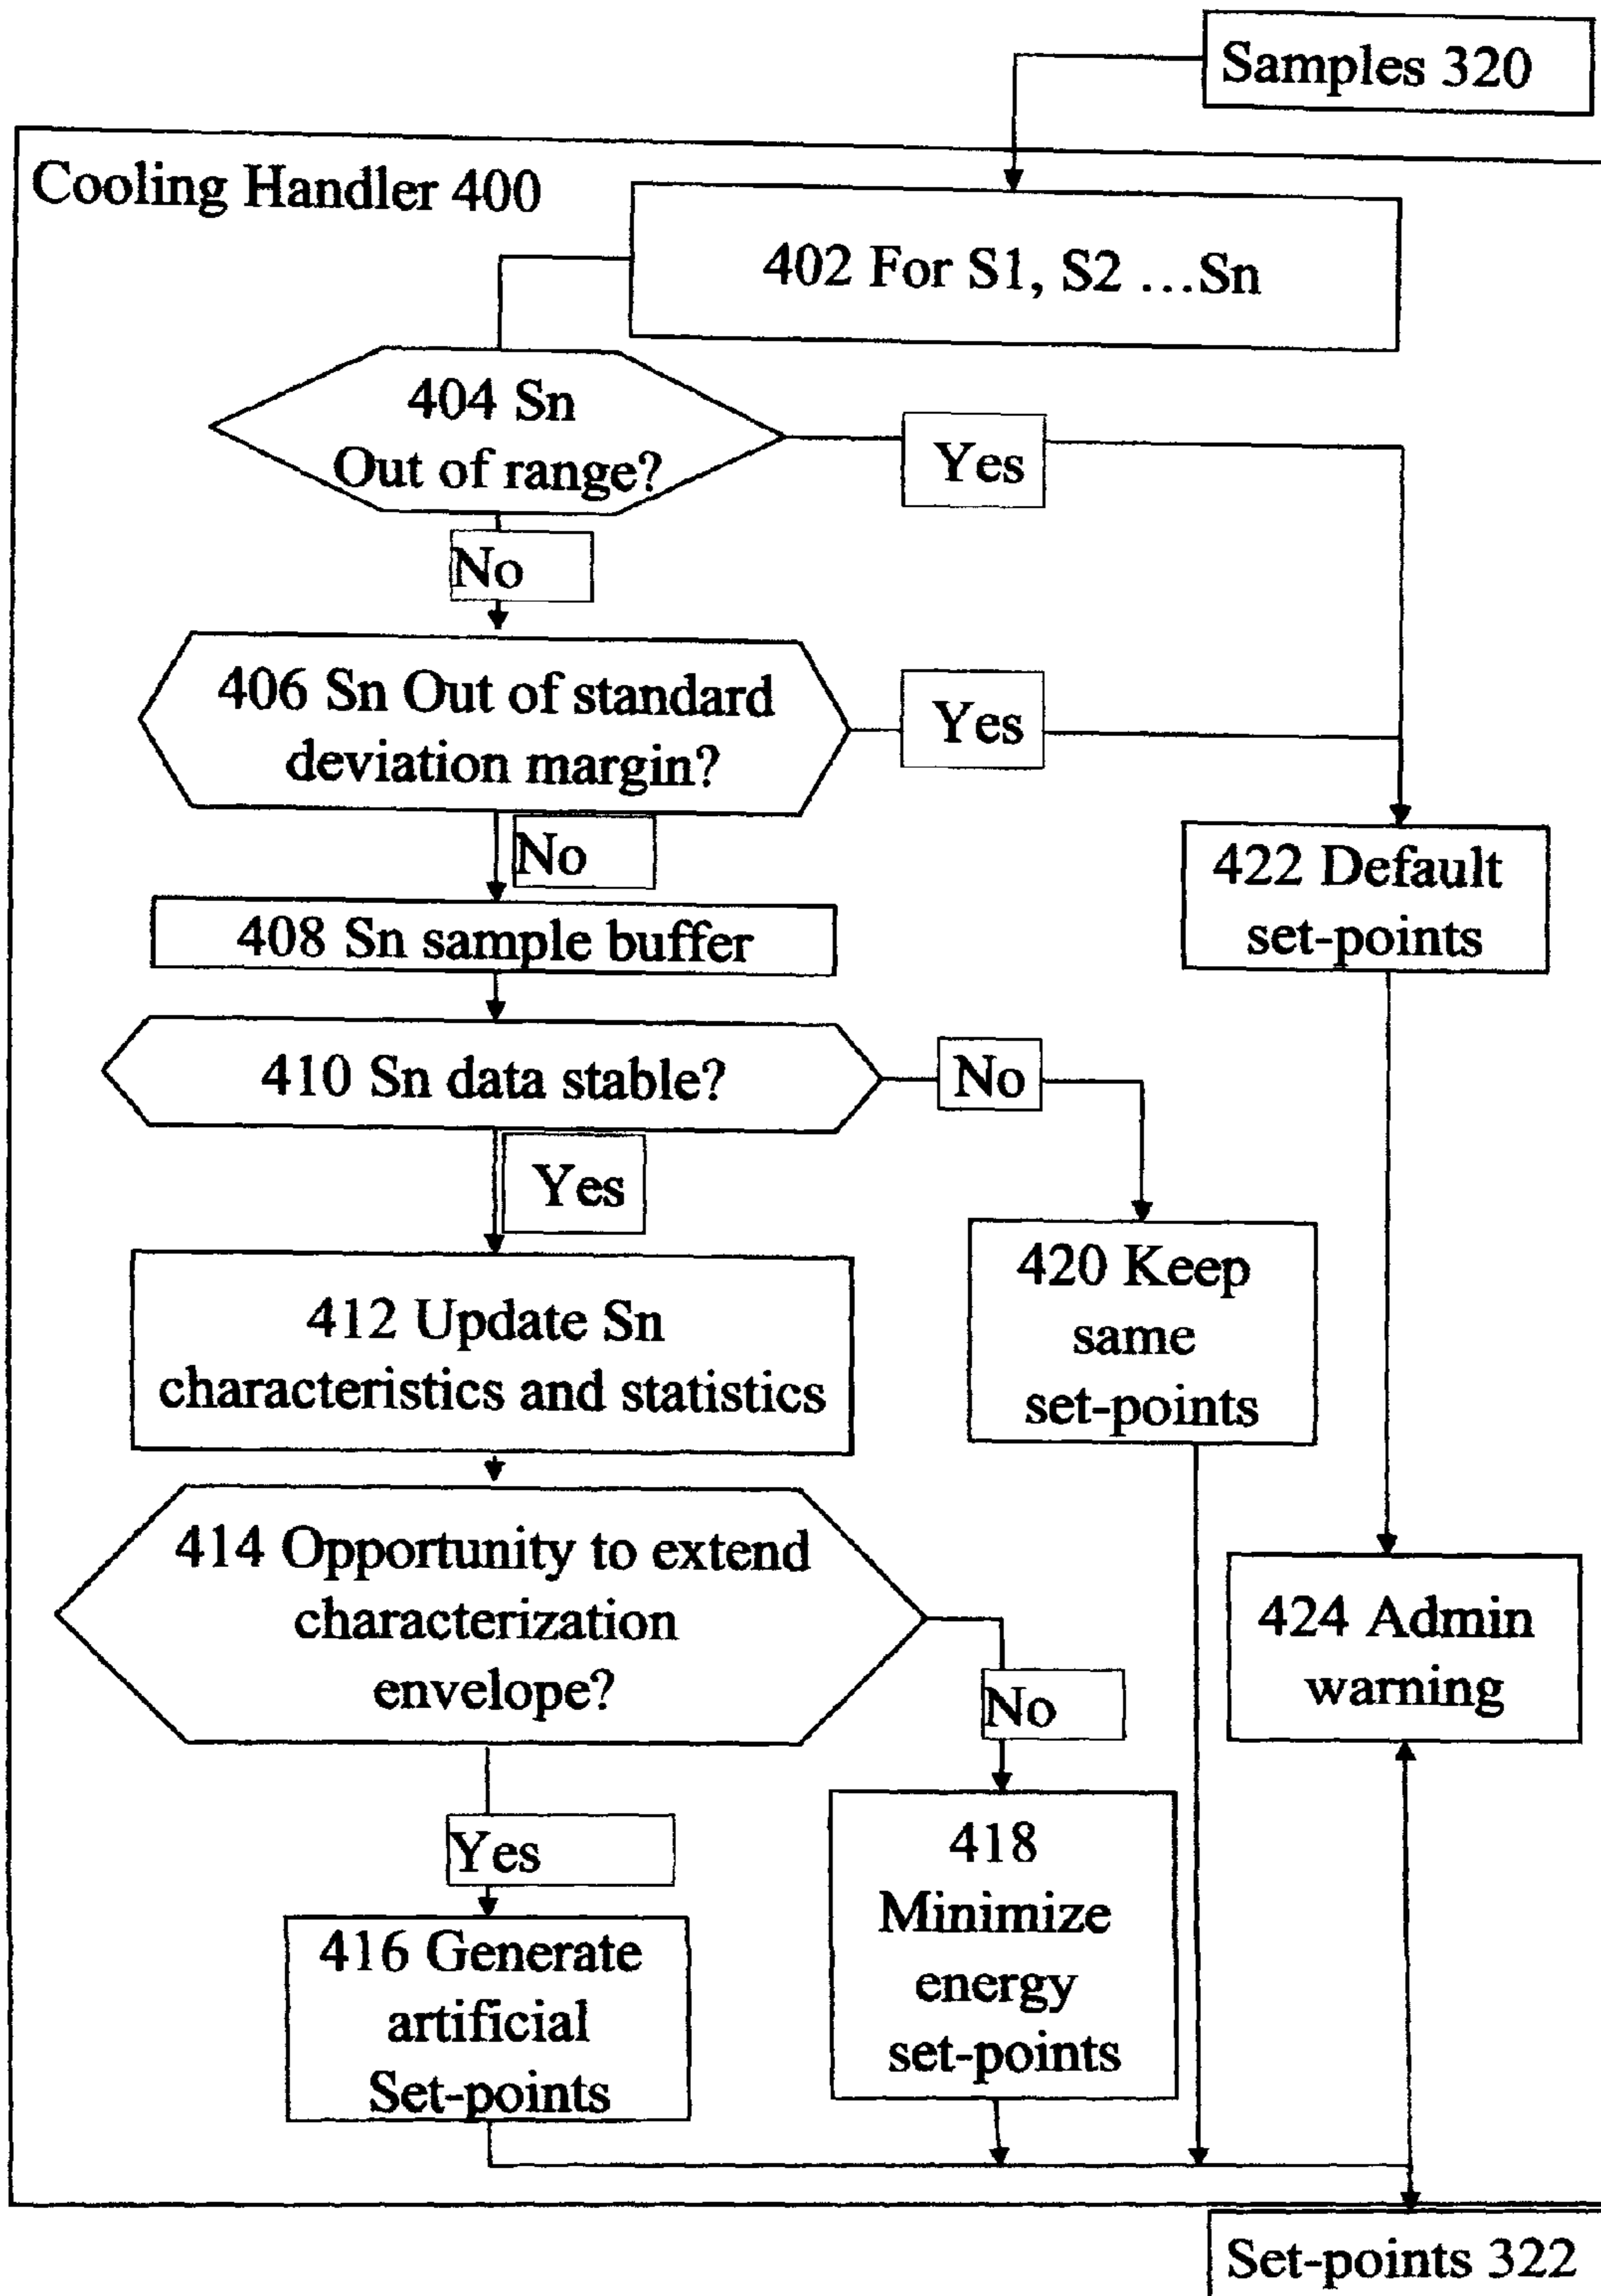 Samples 320
Cooling Handler 400
402 For S1, S2 ...Sn
404 Sn
Out of range?
Yes
No
406 Sn Out of standard
deviation margin?
Yes
No
422 Default
set-points
408 Sn sample buffer
410 Sn data stable?
No
Yes
420 Keep
same
set-points
412 Update Sn
characteristics and statistics
414 Opportunity to extend
characterization
envelope?
No
424 Admin
warning
Yes
418
Minimize
energy
set-points
416 Generate
artificial
Set-points
Set-points 322